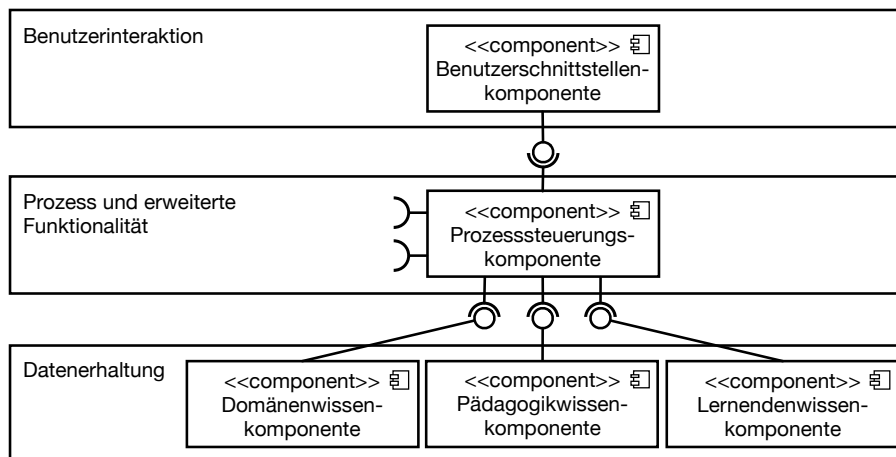 Benutzerinteraktion
<<component>>
Benutzerschnittstellen-
komponente
Prozess und erweiterte
Funktionalität
<<component>>
Prozesssteuerungs-
komponente
Datenerhaltung
<<component>>
Domänenwissen-
komponente
<<component>>
Pädagogikwissen-
komponente
<<component>>
Lernendenwissen-
komponente